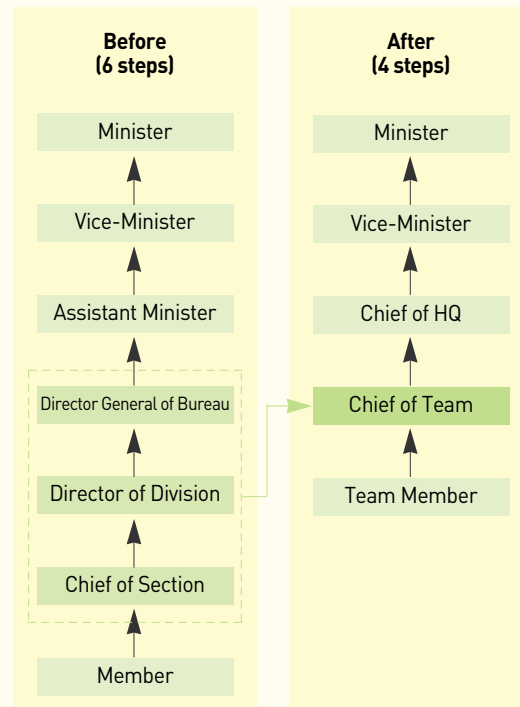 Before
(6 steps)
Minister
Vice-Minister
Assistant Minister
Director General of Bureau
Director of Division
Chief of Section
Member
After
(4 steps)
Minister
Vice-Minister
Chief of HQ
Chief of Team
Team Member